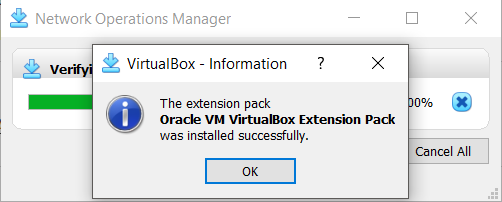 Network Operations Manager
Verifyi
VirtualBox - Information
?
The extension pack
Oracle VM VirtualBox Extension Pack
was installed successfully.
00%
OK
Cancel All